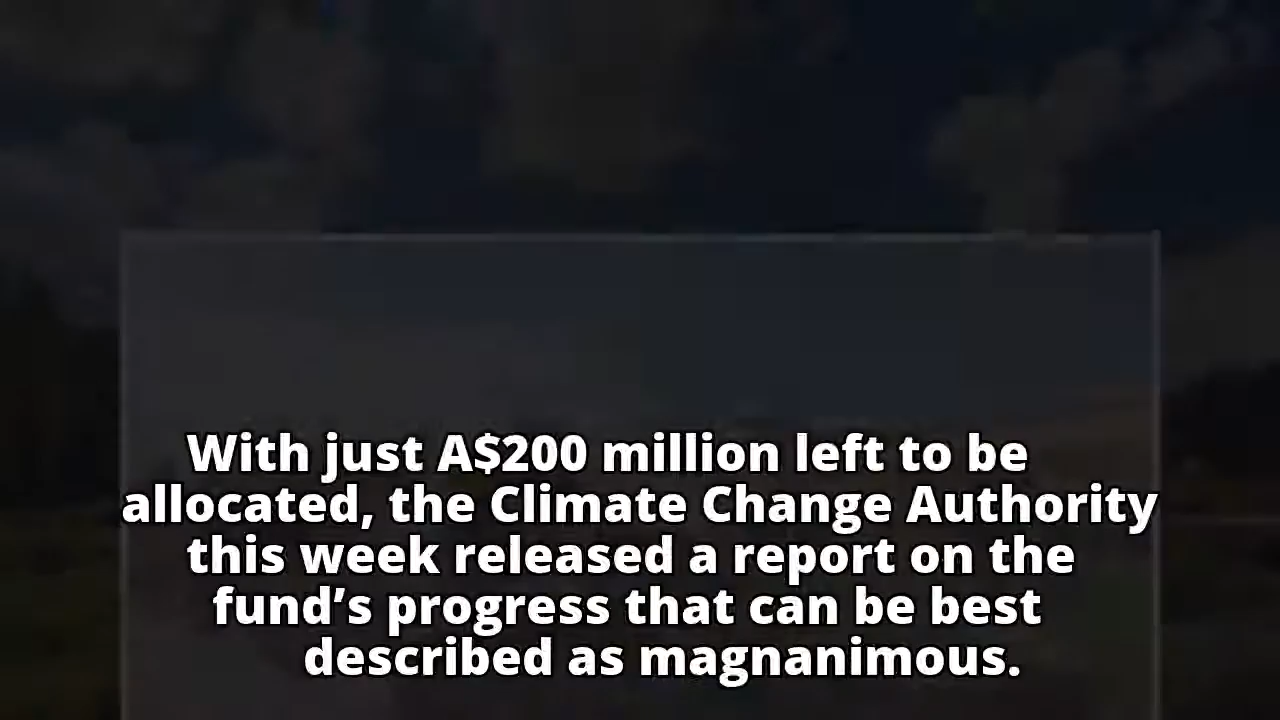 With just A$200 million left to be
allocated, the Climate Change Authority
this week released a report on the
fund’s progress that can be best
described as magnanimous.